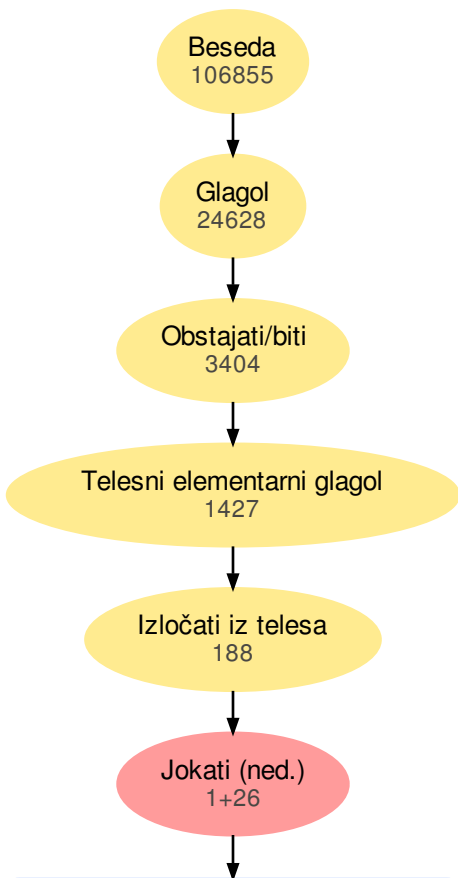 Beseda
106855
Glagol
24628
Obstajati/biti
3404
Telesni elementarni glagol
1427
Izločati iz telesa
188
Jokati (ned.)
1+26